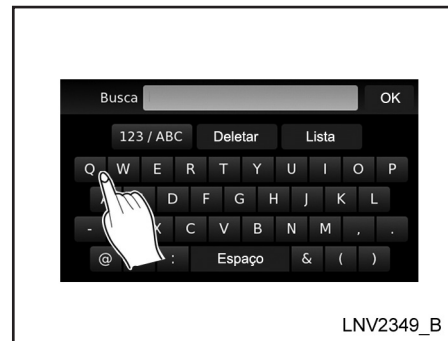 Busca OK
123 / ABC Deletar Lista
Q W E R T Y U I O P
D F G H J K L
- X C V B N M , .
@ : Espaço & ( )
LNV2349_B